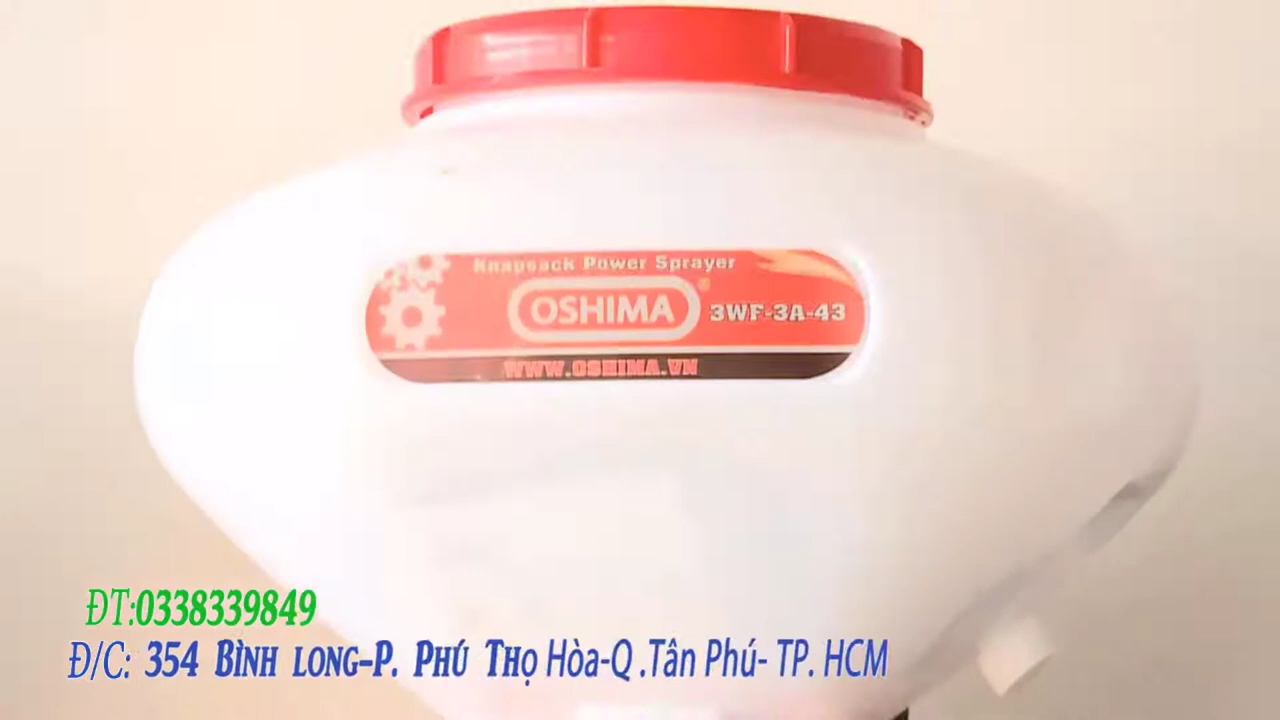 Knapsack Power Sprayer
OSHIMA® 3WF-3A-43
WWW.OSHIMA.VN
ĐT:0338339849
Đ/C: 354 BÌNH LONG-P. PHÚ THỌ Hòa-Q .Tân Phú- TP. HCM